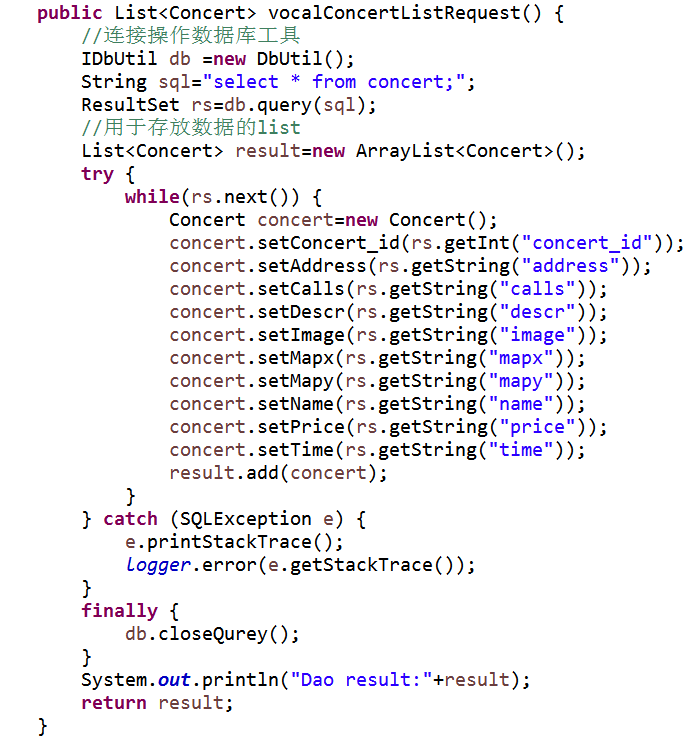 public List<Concert> vocalConcertListRequest() {
//连接操作数据库工具
IDbUtil db =new DbUtil();
String sql="select * from concert;";
ResultSet rs=db.query(sql);
//用于存放数据的list
List<Concert> result=new ArrayList<Concert>();
try {
while(rs.next()) {
Concert concert=new Concert();
concert.setConcert_id(rs.getInt("concert_id"));
concert.setAddress(rs.getString("address"));
concert.setCalls(rs.getString("calls"));
concert.setDescr(rs.getString("descr"));
concert.setImage(rs.getString("image"));
concert.setMapx(rs.getString("mapx"));
concert.setMapy(rs.getString("mapy"));
concert.setName(rs.getString("name"));
concert.setPrice(rs.getString("price"));
concert.setTime(rs.getString("time"));
result.add(concert);
}
} catch (SQLException e) {
e.printStackTrace();
logger.error(e.getStackTrace());
}
finally {
db.closeQurey();
}
System.out.println("Dao result:"+result);
return result;
}